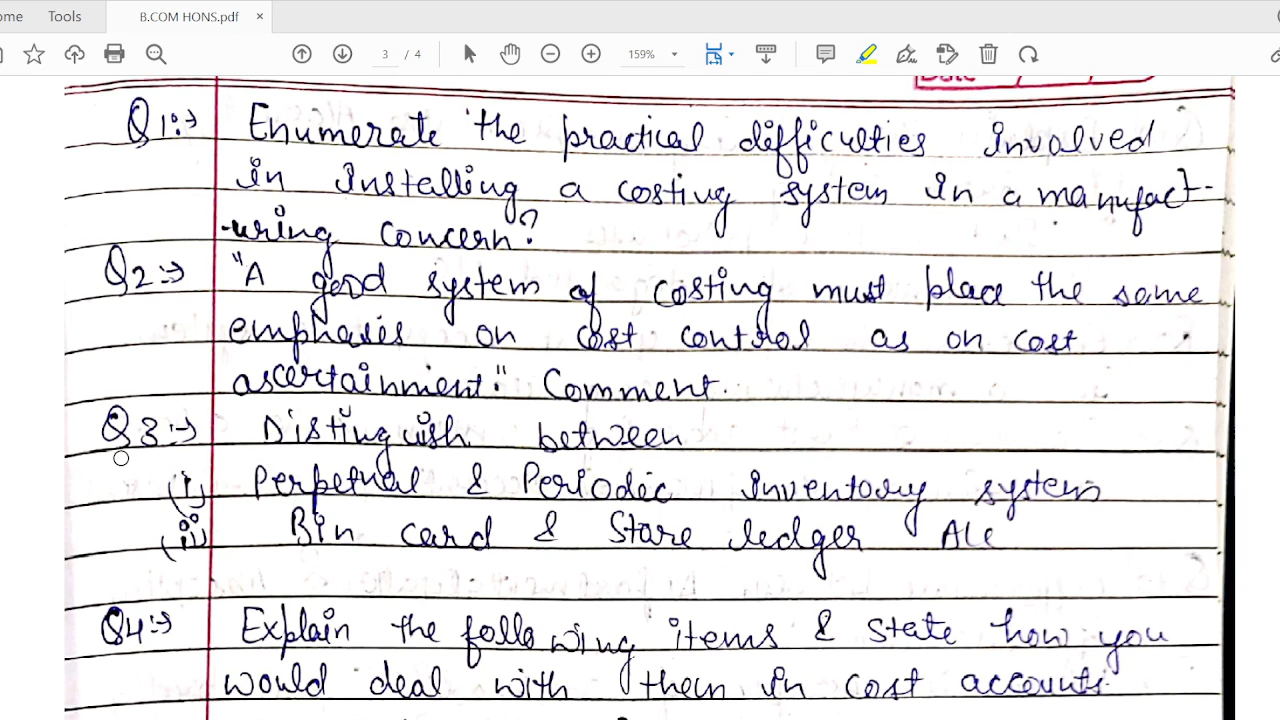 ome Tools B.COM HONS.pdf ×
3 / 4 159%
Date
Q1:→ Enumerate the practical difficulties involved
in installing a costing system in a manufact-
-uring concern?
Q2:→ "A good system of costing must place the same
emphasis on cost control as on cost
ascertainment." Comment.
Q3:→ Distinguish between
(i) Perpetual & Periodic inventory system
(ii) Bin card & Store ledger A/c
Q4:→ Explain the following items & state how you
would deal with them in cost accounts: